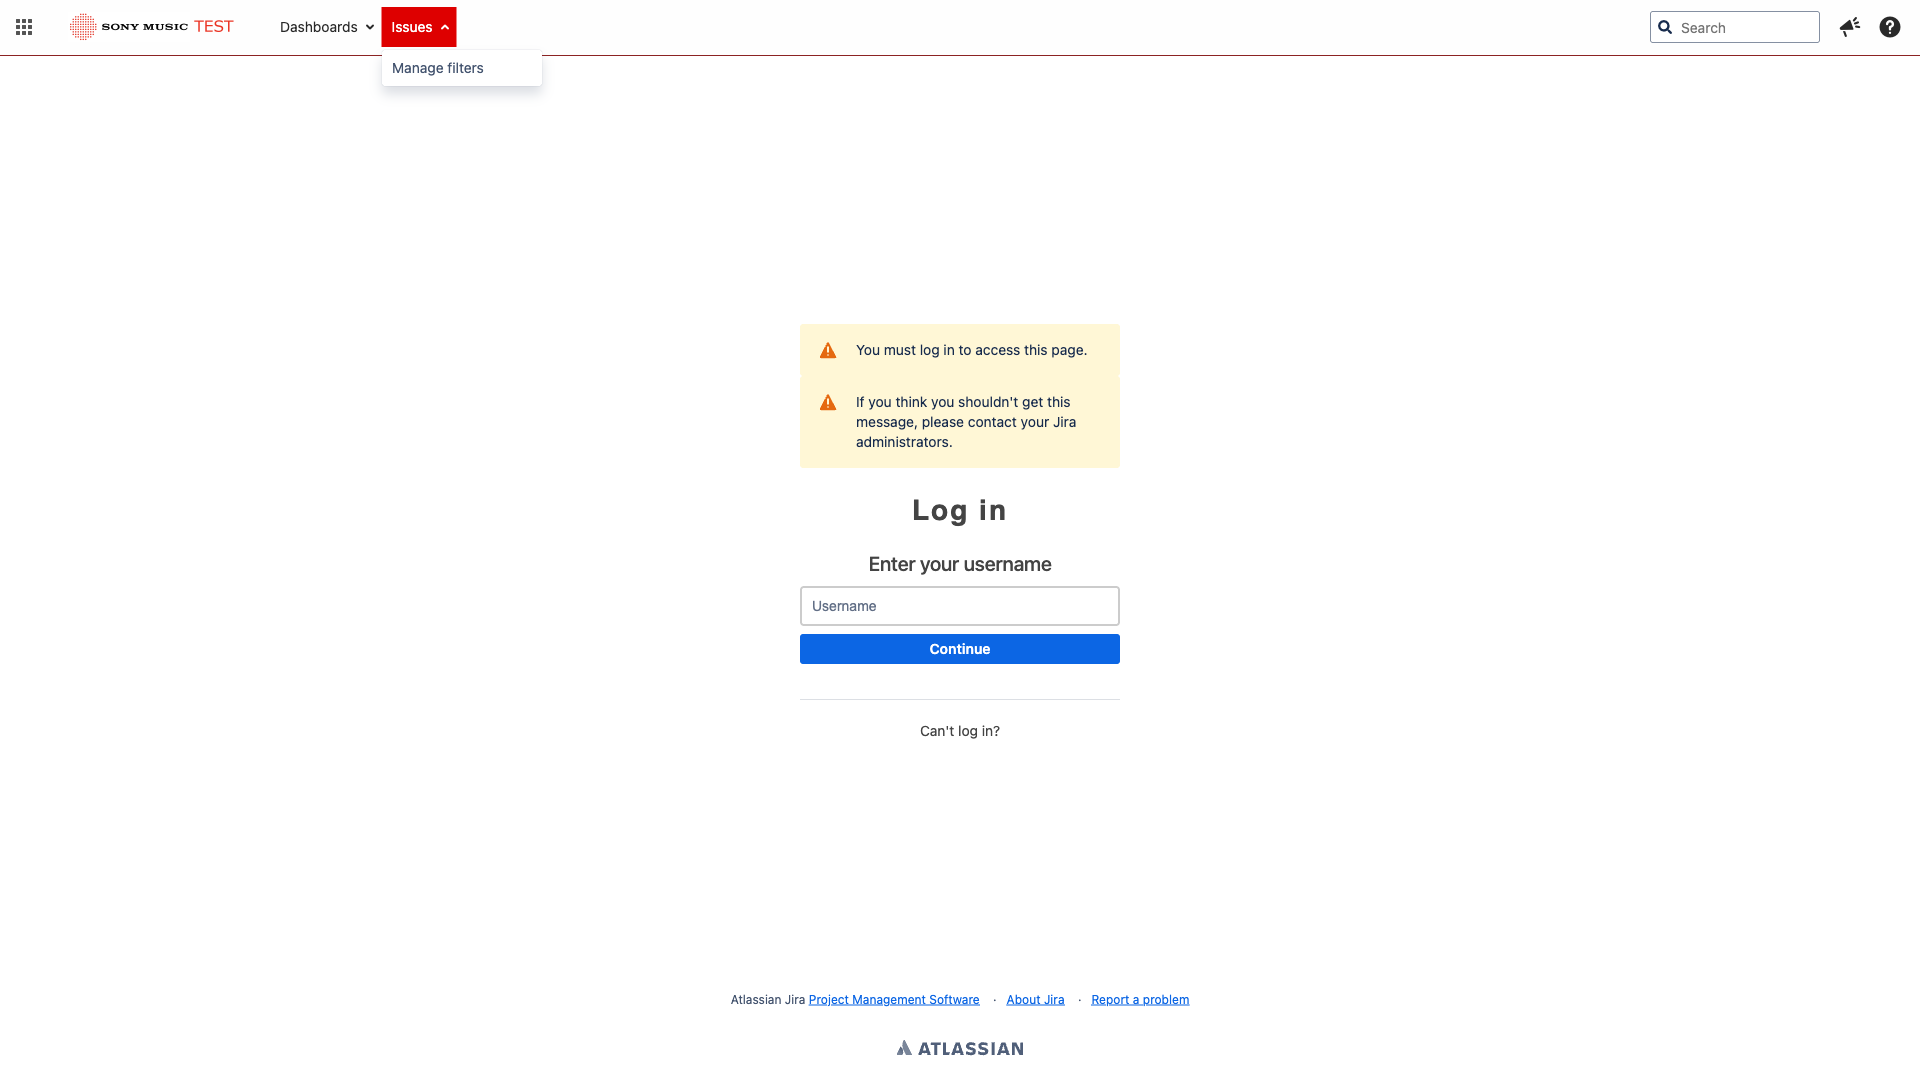 SONY MUSIC TEST
Dashboards
Issues
Search
Manage filters
You must log in to access this page.
If you think you shouldn't get this
message, please contact your Jira
administrators.
Log in
Enter your username
Username
Continue
Can't log in?
Atlassian Jira Project Management Software · About Jira · Report a problem
ATLASSIAN